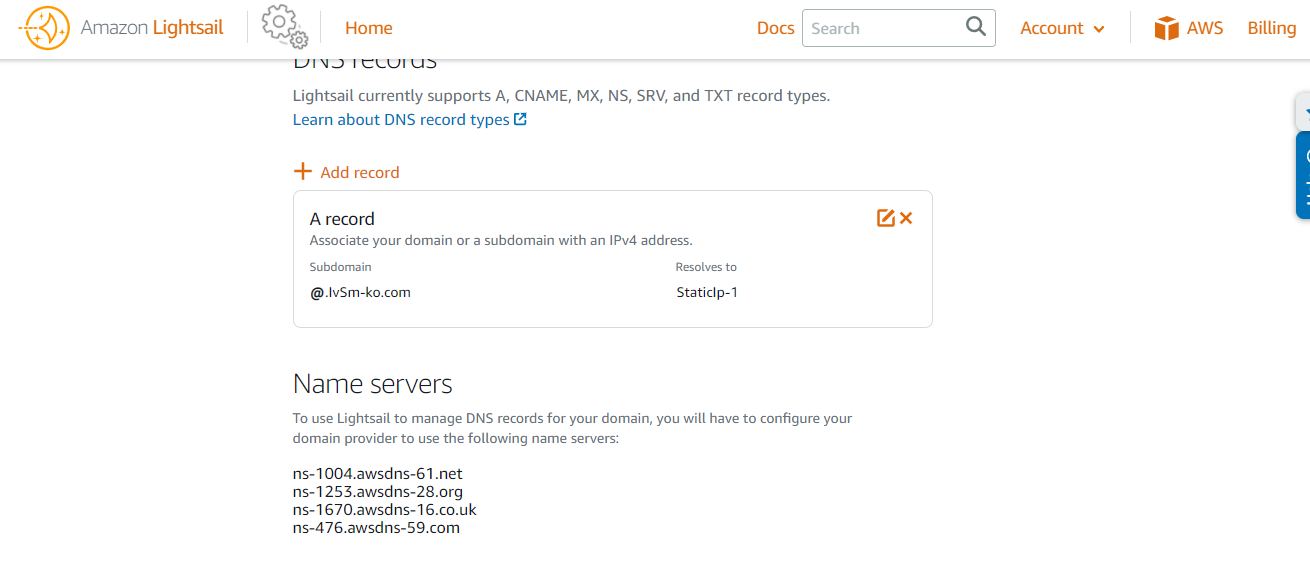 Amazon Lightsail
Home
Docs
Search
Account
AWS
Billing
DNS records
Lightsail currently supports A, CNAME, MX, NS, SRV, and TXT record types.
Learn about DNS record types
Add record
A record
Associate your domain or a subdomain with an IPv4 address.
Subdomain
Resolves to
@.lvSm-ko.com
StaticIp-1
Name servers
To use Lightsail to manage DNS records for your domain, you will have to configure your
domain provider to use the following name servers:
ns-1004.awsdns-61.net
ns-1253.awsdns-28.org
ns-1670.awsdns-16.co.uk
ns-476.awsdns-59.com